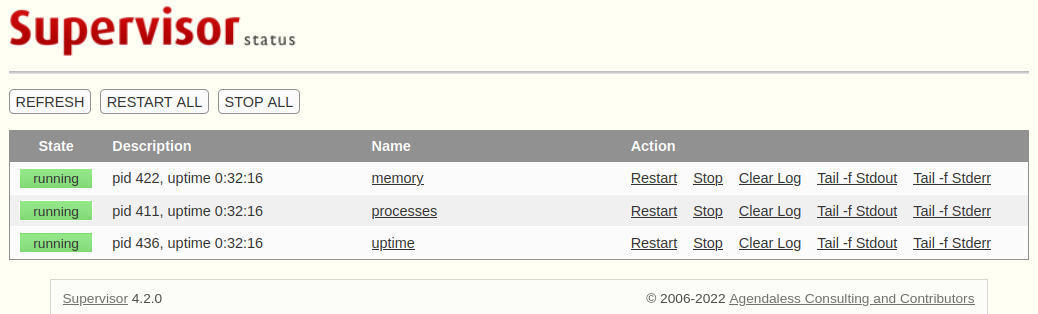 Supervisor status
REFRESH RESTART ALL STOP ALL
State Description Name Action
running pid 422, uptime 0:32:16 memory Restart Stop Clear Log Tail -f Stdout Tail -f Stderr
running pid 411, uptime 0:32:16 processes Restart Stop Clear Log Tail -f Stdout Tail -f Stderr
running pid 436, uptime 0:32:16 uptime Restart Stop Clear Log Tail -f Stdout Tail -f Stderr
Supervisor 4.2.0 © 2006-2022 Agendaless Consulting and Contributors